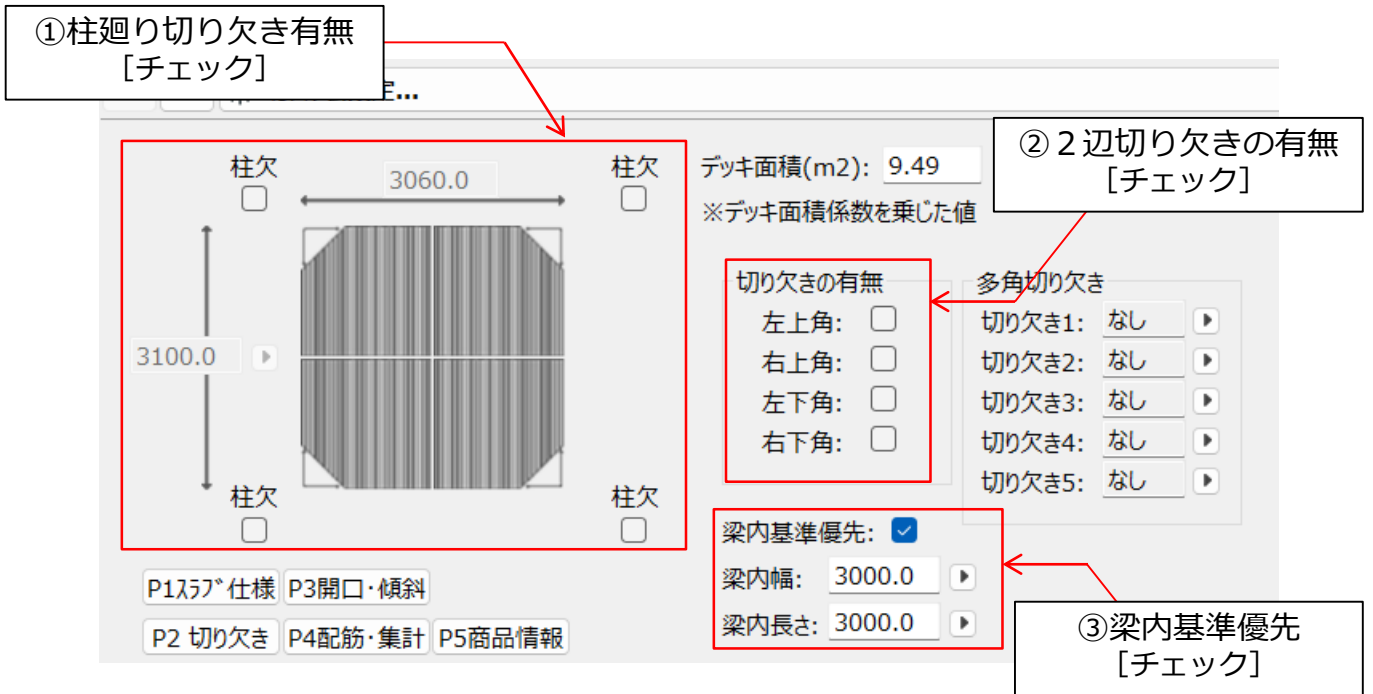 ①柱廻り切り欠き有無
[チェック]
定...
②２辺切り欠きの有無
[チェック]
柱欠
3060.0
柱欠
デッキ面積(m2): 9.49
※デッキ面積係数を乗じた値
3100.0
柱欠
柱欠
切り欠きの有無
左上角:
右上角:
左下角:
右下角:
多角切り欠き
切り欠き1: なし
切り欠き2: なし
切り欠き3: なし
切り欠き4: なし
切り欠き5: なし
梁内基準優先:
梁内幅: 3000.0
梁内長さ: 3000.0
P1ｽﾗﾌﾞ仕様 P3開口･傾斜
P2 切り欠き P4配筋･集計 P5商品情報
③梁内基準優先
[チェック]